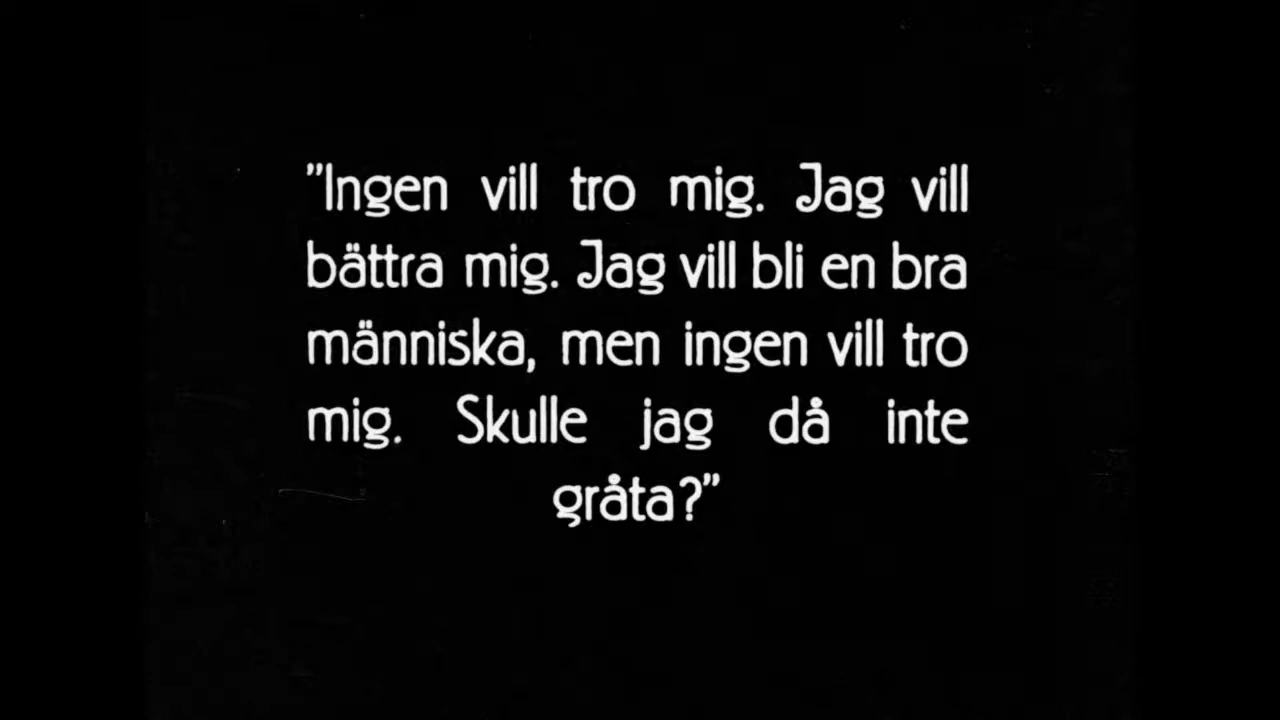 "Ingen vill tro mig. Jag vill
bättra mig. Jag vill bli en bra
människa, men ingen vill tro
mig. Skulle jag då inte
gråta?"